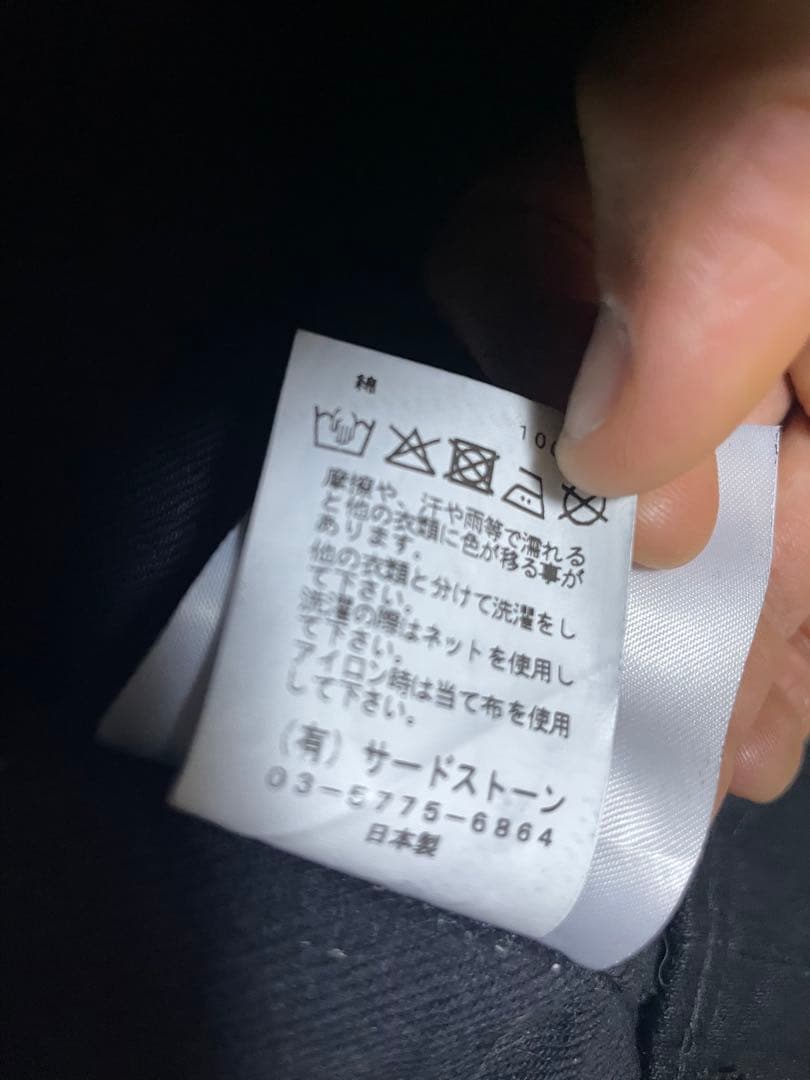 綿 100
摩擦や、汗や雨等で濡れる
と他の衣類に色が移る事が
あります。
他の衣類と分けて洗濯をし
て下さい。
洗濯の際はネットを使用し
て下さい。
アイロン時は当て布を使用
して下さい。
(有) サードストーン
03-5775-6864
日本製